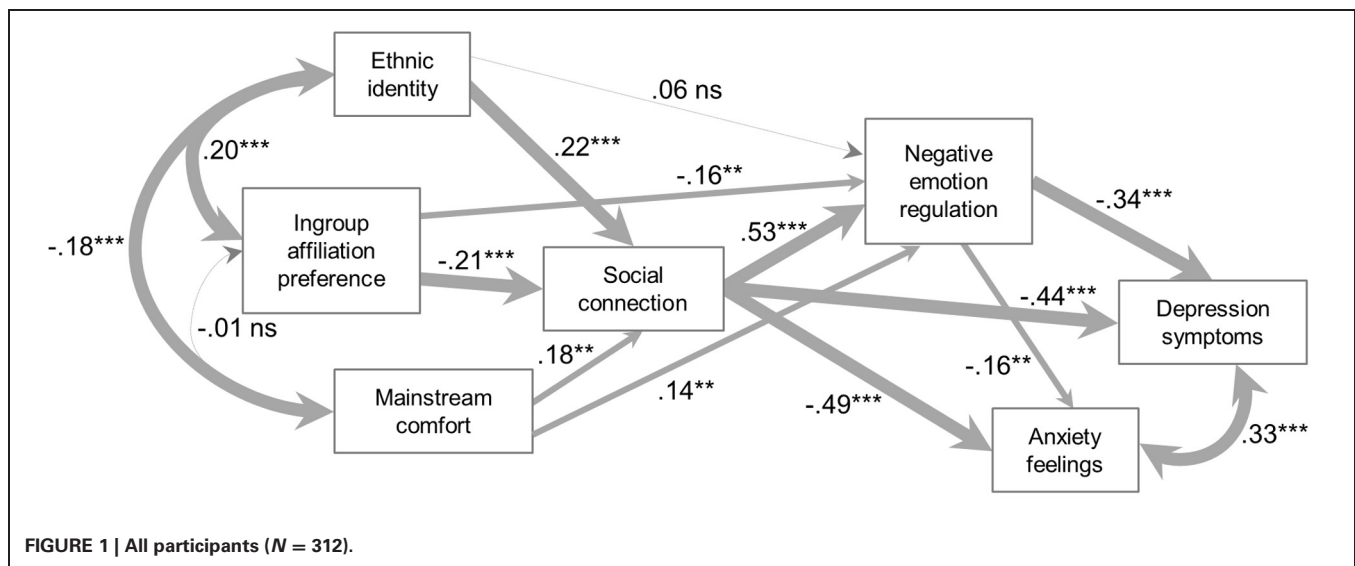 Ethnic
identity
.06 ns
.20***
.22***
Negative
emotion
regulation
-.16**
-.34***
Ingroup
affiliation
preference
-.18***
.53***
-.21***
Social
connection
-.44***
Depression
symptoms
-.01 ns
.18**
.14**
-.16**
Mainstream
comfort
-.49***
Anxiety
feelings
.33***
FIGURE 1 | All participants (N = 312).